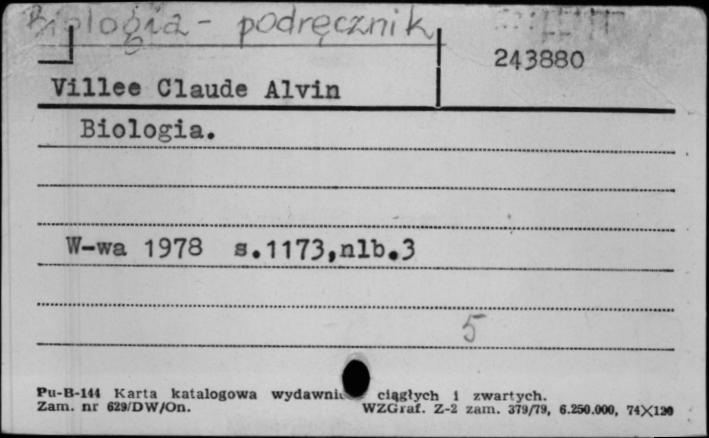 Biologia - podręcznik
243880
Villee Claude Alvin
Biologia.
W-wa 1978 s.1173,nlb.3
5
Pu-B-144 Karta katalogowa ciągłych i zwartych.
Zam. nr 629/DW/On. WZGraf. Z-2 zam. 379/79, 6.250.000, 74X120